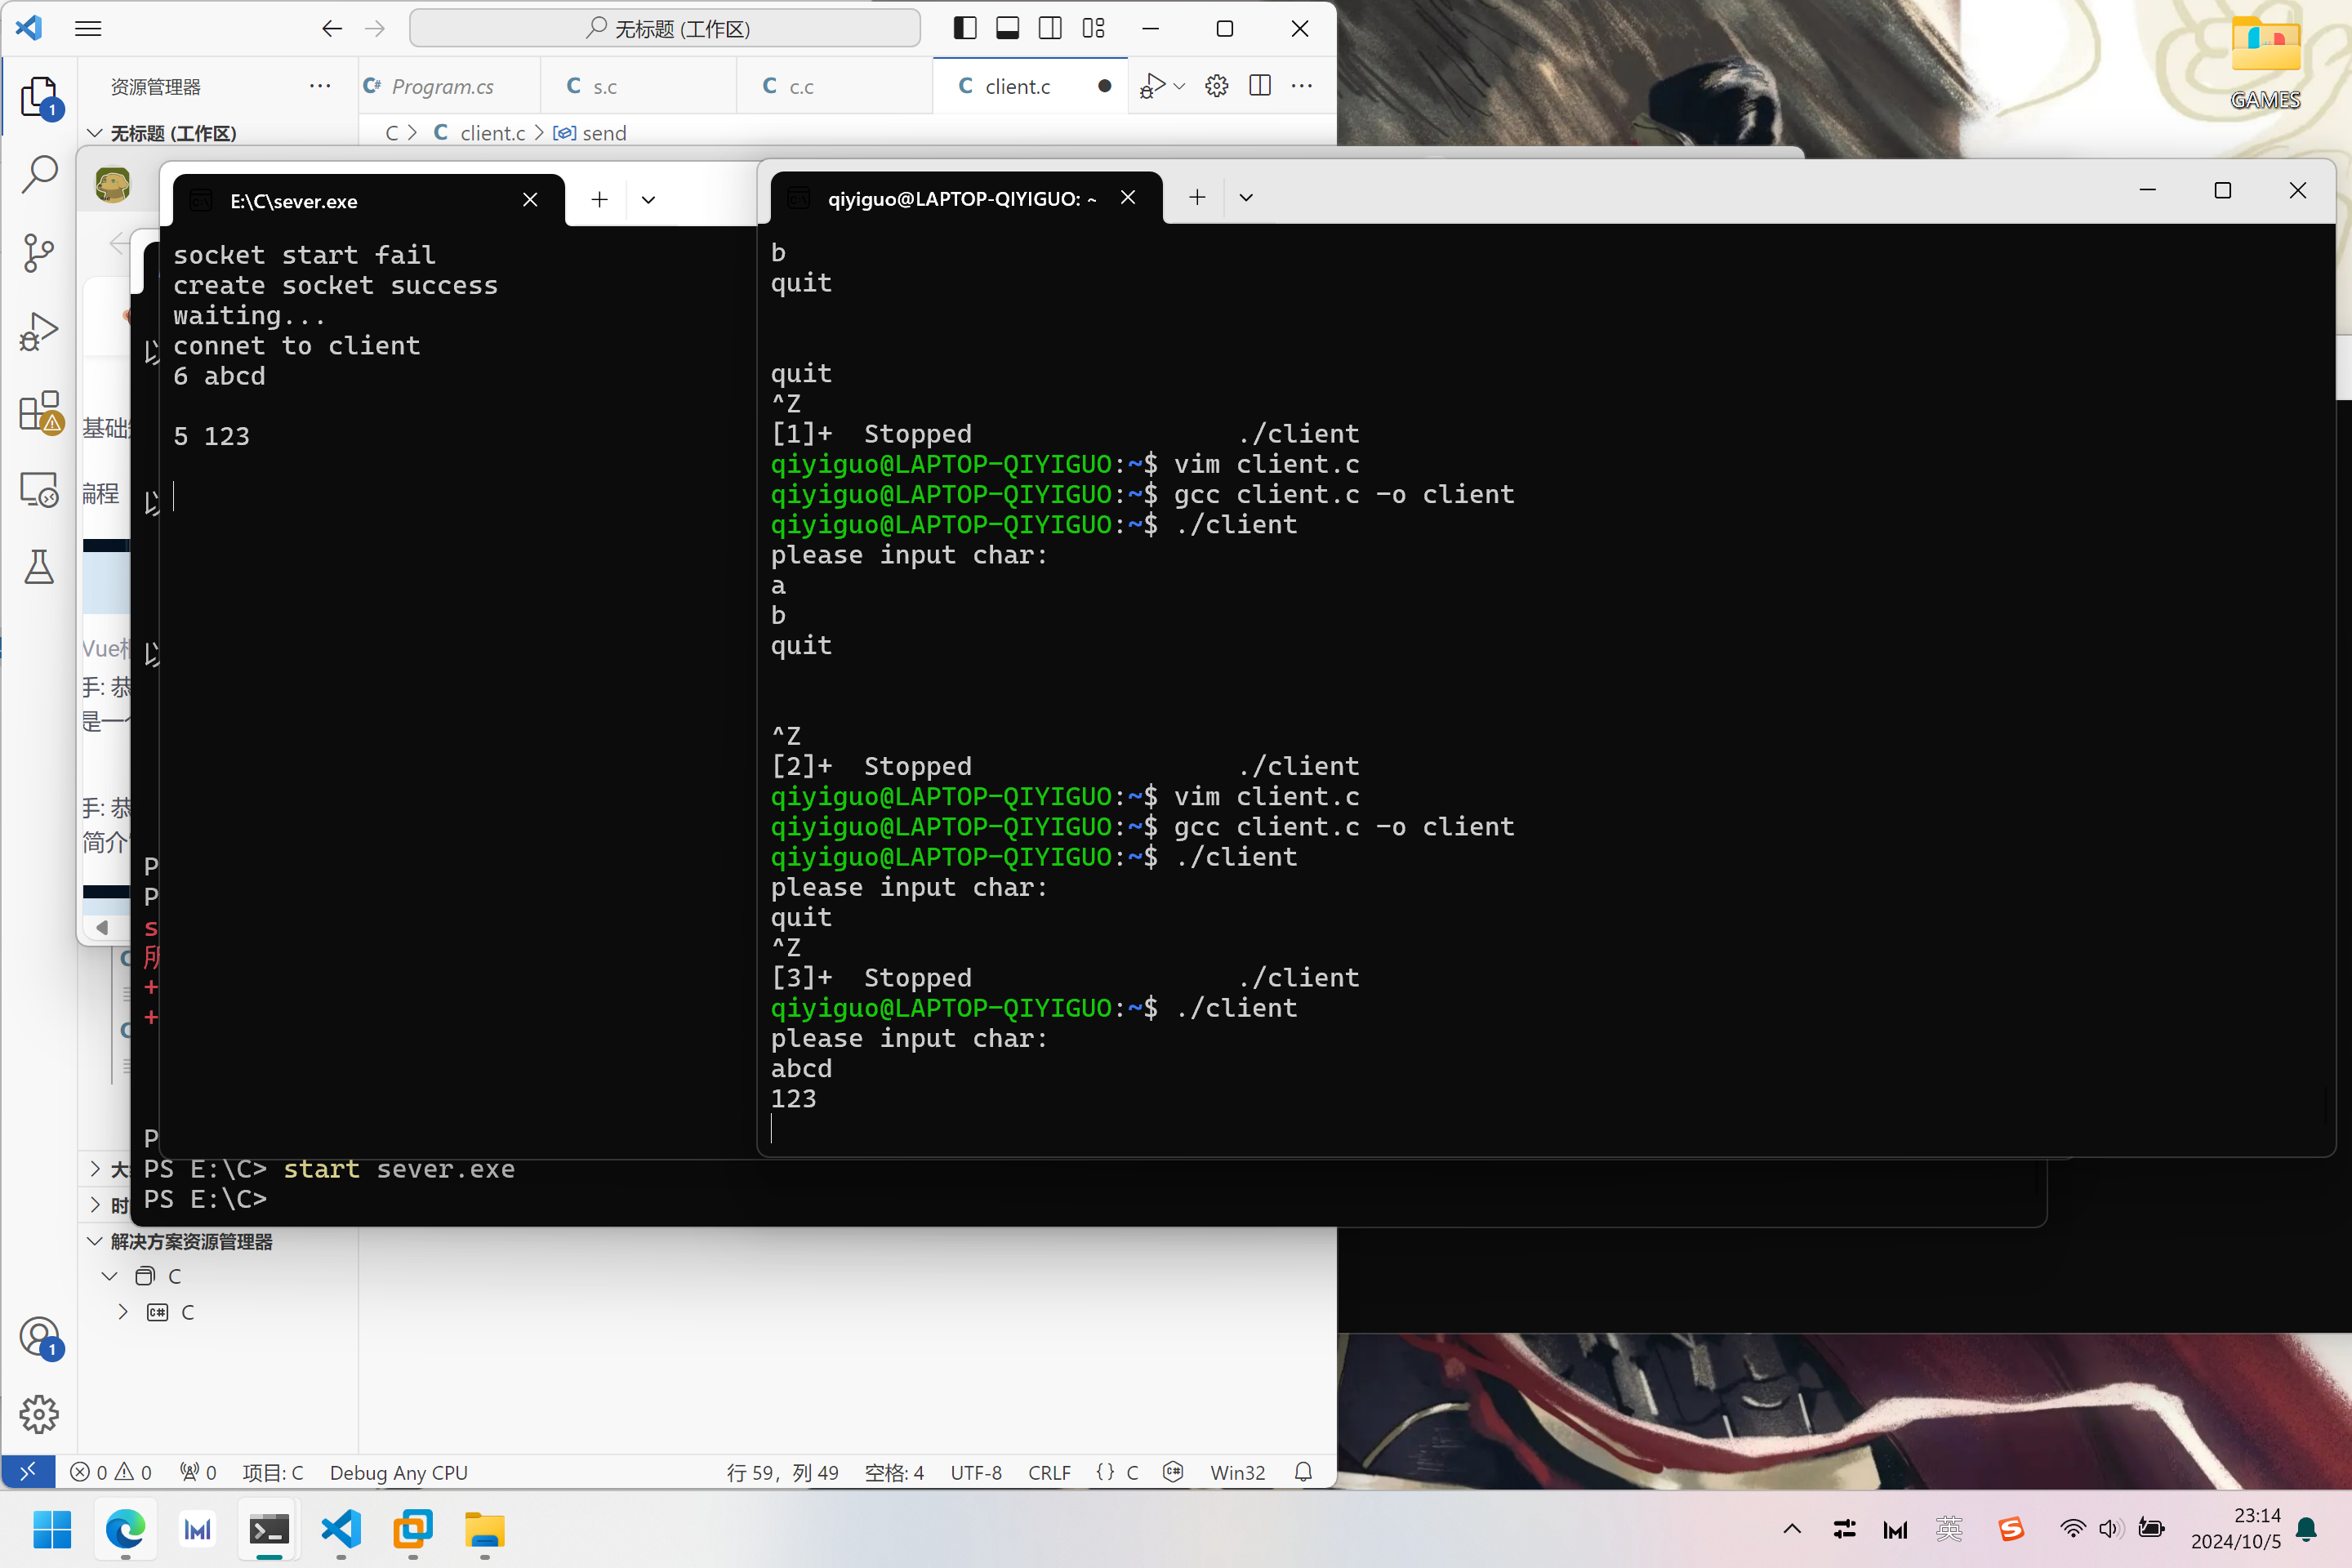 无标题 (工作区)
资源管理器
Program.cs
s.c
c.c
client.c
无标题 (工作区)
C > C client.c > send
1
GAMES
E:\C\sever.exe
socket start fail
create socket success
waiting...
connet to client
6 abcd
5 123
qiyiguo@LAPTOP-QIYIGUO: ~
b
quit
quit
^Z
[1]+  Stopped                 ./client
qiyiguo@LAPTOP-QIYIGUO:~$ vim client.c
qiyiguo@LAPTOP-QIYIGUO:~$ gcc client.c -o client
qiyiguo@LAPTOP-QIYIGUO:~$ ./client
please input char:
a
b
quit
^Z
[2]+  Stopped                 ./client
qiyiguo@LAPTOP-QIYIGUO:~$ vim client.c
qiyiguo@LAPTOP-QIYIGUO:~$ gcc client.c -o client
qiyiguo@LAPTOP-QIYIGUO:~$ ./client
please input char:
quit
^Z
[3]+  Stopped                 ./client
qiyiguo@LAPTOP-QIYIGUO:~$ ./client
please input char:
abcd
123
基础
编程
Vue
手: 恭
是一
手: 恭
简介
P
P
s
所
+
+
P
PS E:\C> start sever.exe
PS E:\C>
大
时
解决方案资源管理器
C
C# C
1
0 0 0 项目: C Debug Any CPU
行 59，列 49 空格: 4 UTF-8 CRLF {} C Win32
英
23:14
2024/10/5